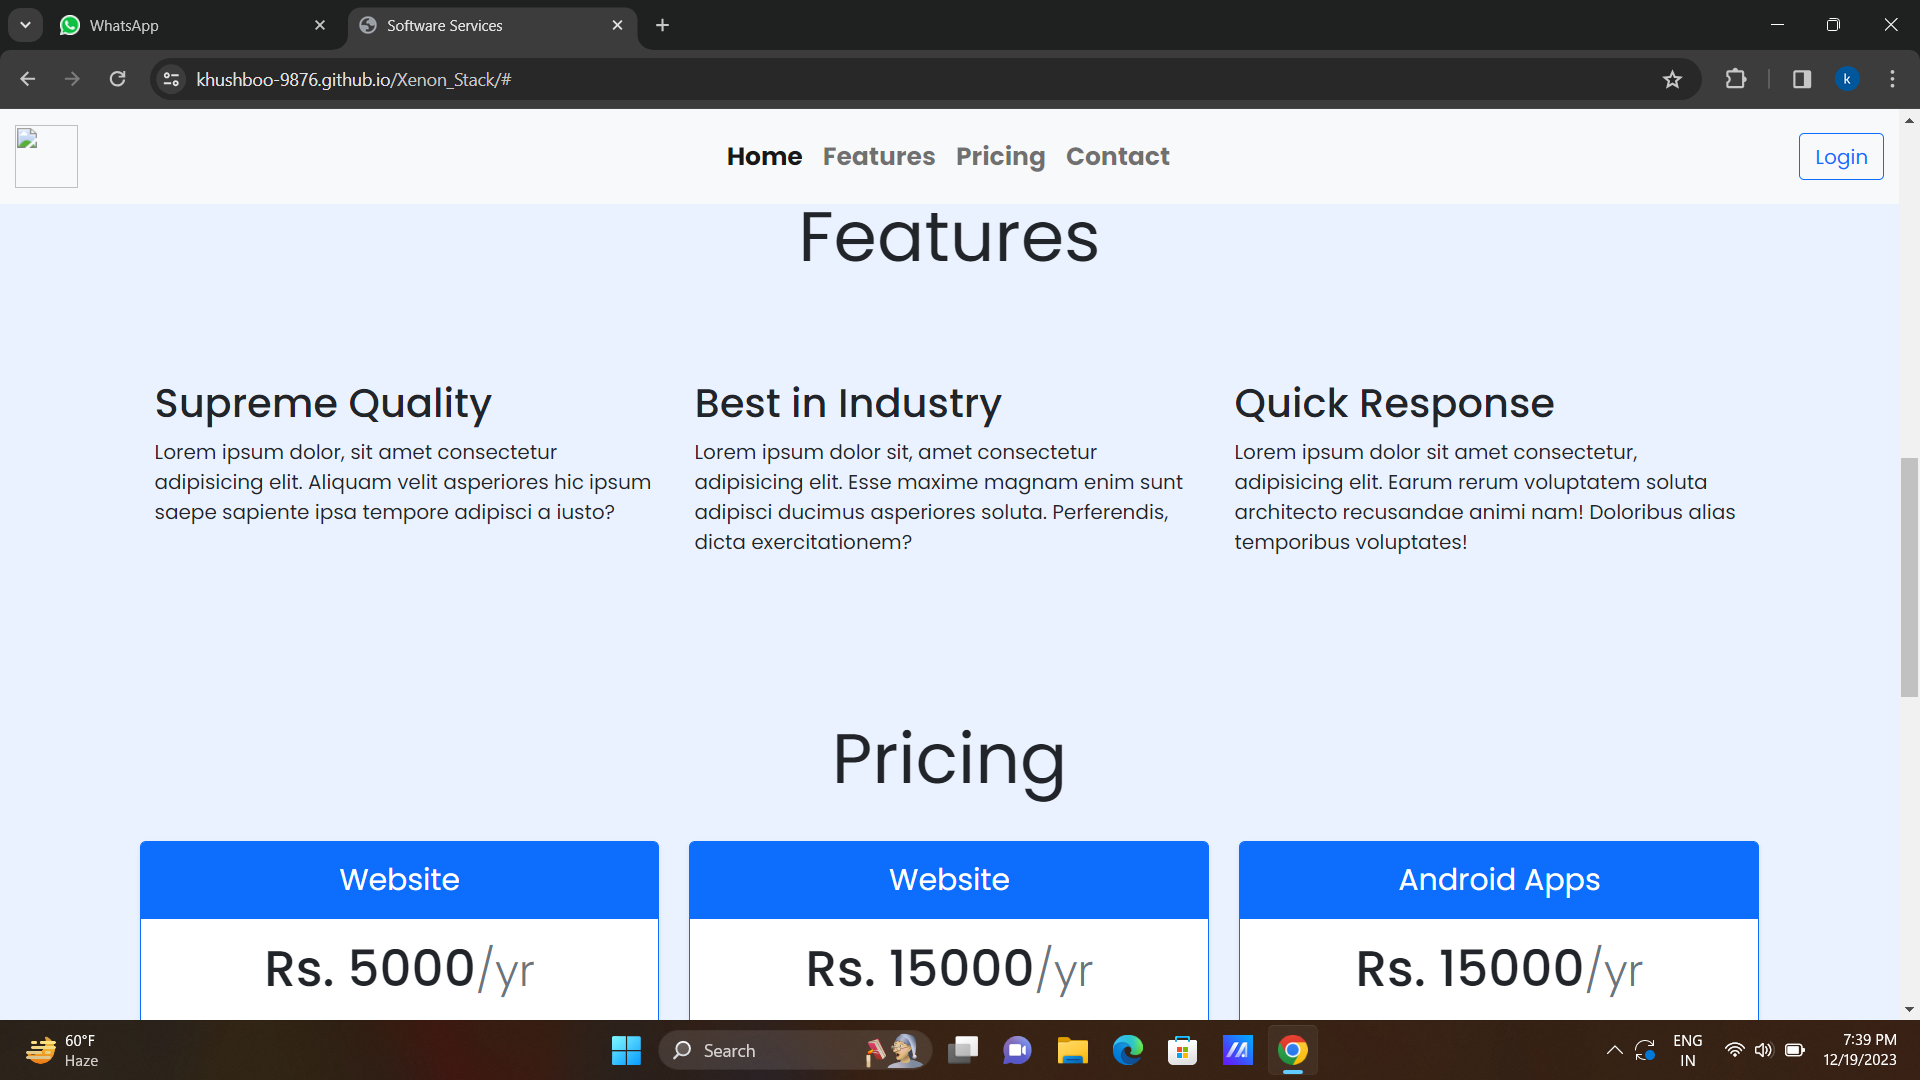 WhatsApp
Software Services
khushboo-9876.github.io/Xenon_Stack/#
k
Home Features Pricing Contact
Login
Features
Supreme Quality
Lorem ipsum dolor, sit amet consectetur
adipisicing elit. Aliquam velit asperiores hic ipsum
saepe sapiente ipsa tempore adipisci a iusto?
Best in Industry
Lorem ipsum dolor sit, amet consectetur
adipisicing elit. Esse maxime magnam enim sunt
adipisci ducimus asperiores soluta. Perferendis,
dicta exercitationem?
Quick Response
Lorem ipsum dolor sit amet consectetur,
adipisicing elit. Earum rerum voluptatem soluta
architecto recusandae animi nam! Doloribus alias
temporibus voluptates!
Pricing
Website
Rs. 5000/yr
Website
Rs. 15000/yr
Android Apps
Rs. 15000/yr
60°F
Haze
Search
ENG
IN
7:39 PM
12/19/2023